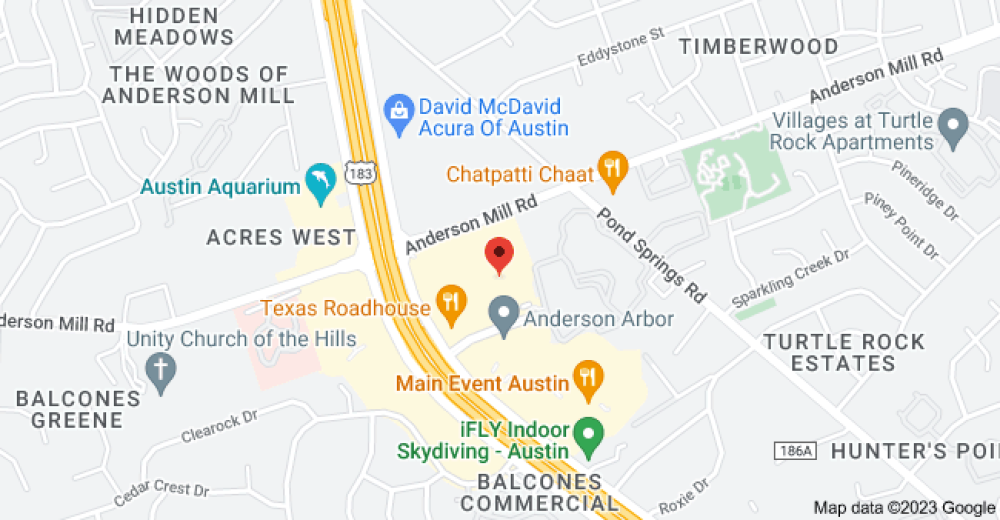 HIDDEN
MEADOWS
Eddystone St
TIMBERWOOD
THE WOODS OF
ANDERSON MILL
Anderson Mill Rd
David McDavid
Acura Of Austin
Villages at Turtle
Rock Apartments
183
Chatpatti Chaat
Austin Aquarium
Pineridge Dr
Piney Point Dr
Anderson Mill Rd
ACRES WEST
Pond Springs Rd
Sparkling Creek Dr
Texas Roadhouse
Anderson Arbor
derson Mill Rd
Unity Church of the Hills
TURTLE ROCK
ESTATES
Main Event Austin
BALCONES
GREENE
Clearock Dr
iFLY Indoor
Skydiving - Austin
186A
HUNTER'S POI
BALCONES
COMMERCIAL
Cedar Crest Dr
Roxie Dr
Map data ©2023 Google